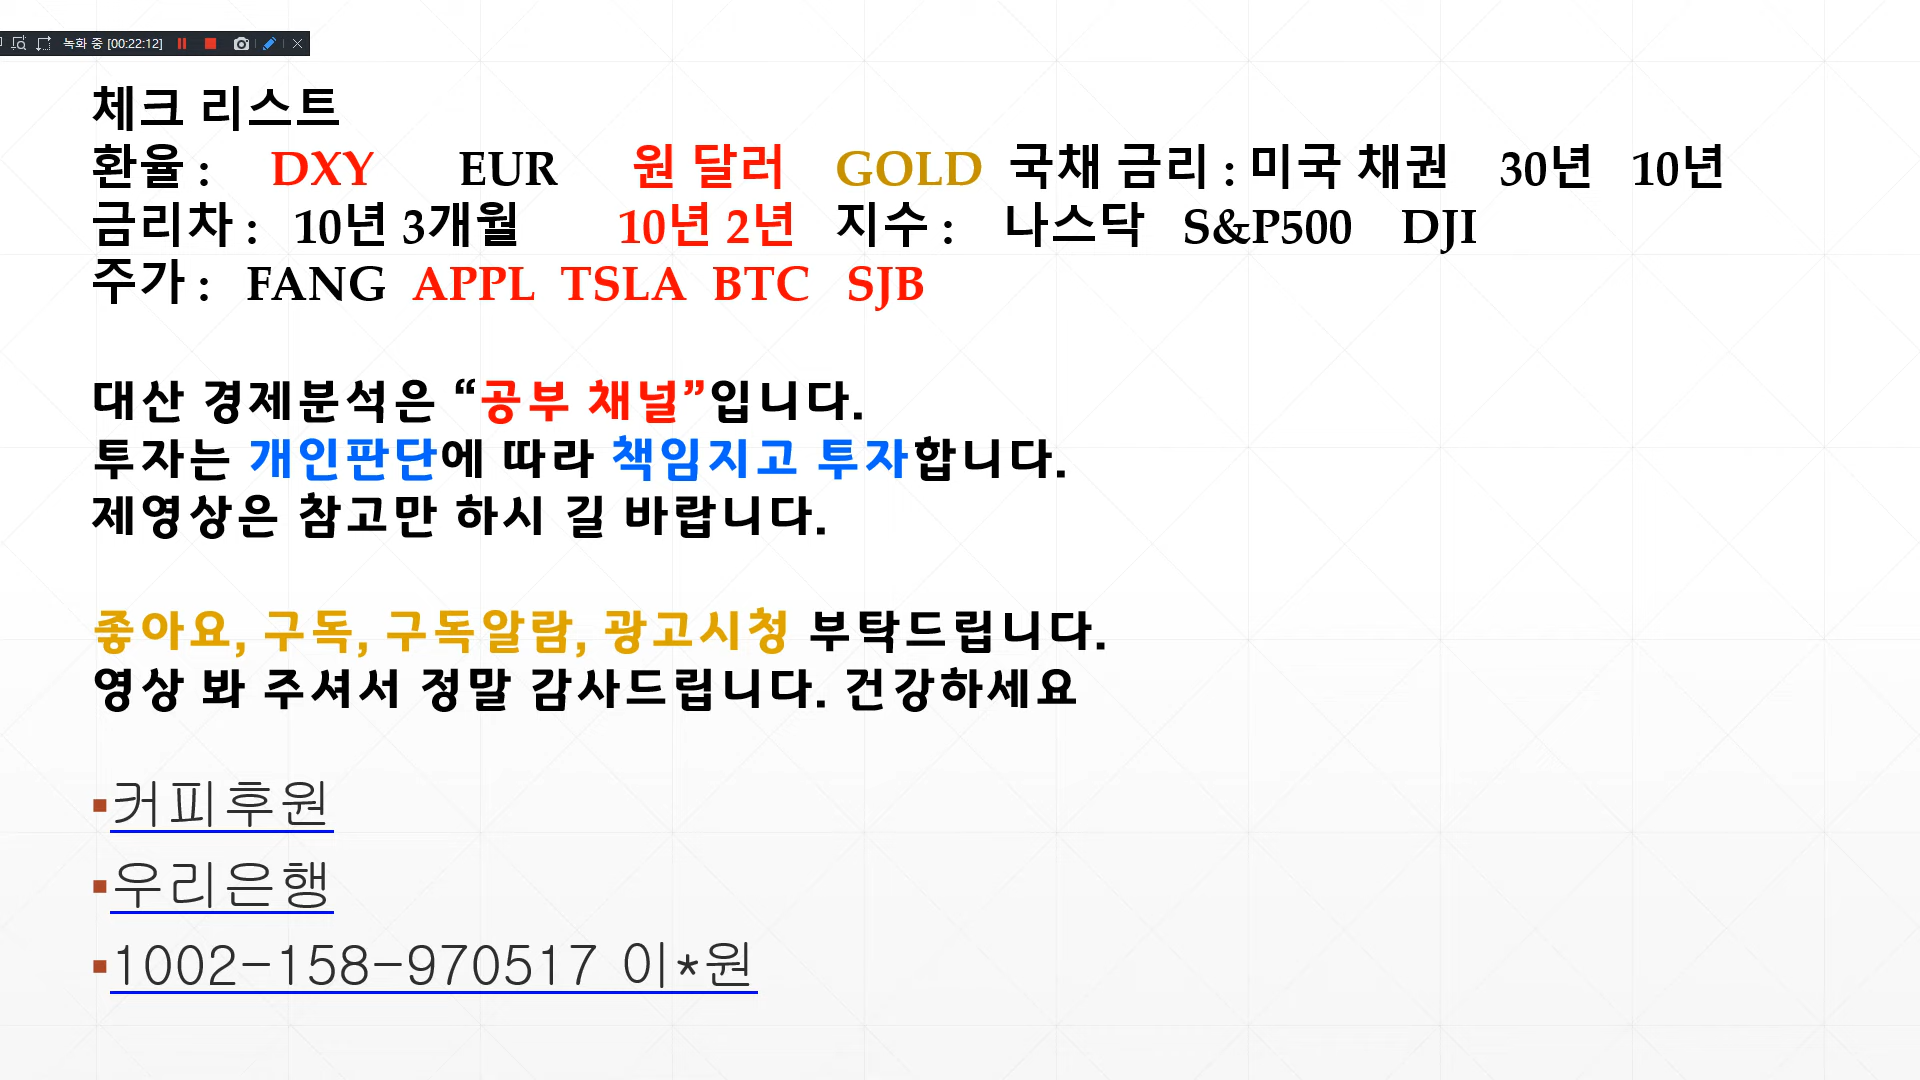 녹화 중 [00:22:12]
체크 리스트
환율 : DXY EUR 원 달러 GOLD 국채 금리 : 미국 채권 30년 10년
금리차 : 10년 3개월 10년 2년 지수 : 나스닥 S&P500 DJI
주가 : FANG APPL TSLA BTC SJB
대산 경제분석은 “공부 채널”입니다.
투자는 개인판단에 따라 책임지고 투자합니다.
제영상은 참고만 하시 길 바랍니다.
좋아요, 구독, 구독알람, 광고시청 부탁드립니다.
영상 봐 주셔서 정말 감사드립니다. 건강하세요
▪커피후원
▪우리은행
▪1002-158-970517 이*원